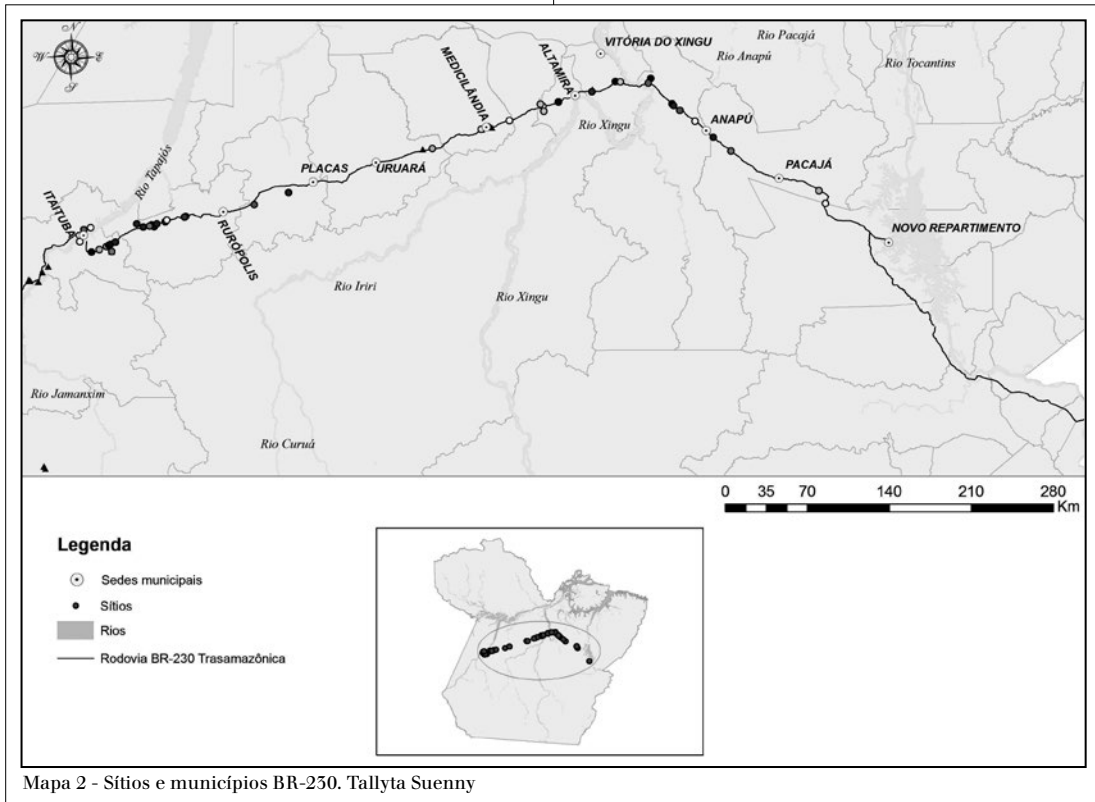 N
W
E
S
VITÓRIA DO XINGU
Rio Pacajá
Rio Anapú
Rio Tocantins
ALTAMIRA
MEDICILÂNDIA
Rio Xingu
ANAPÚ
Rio Tapajós
PLACAS
URUARÁ
PACAJÁ
ITAITUBA
RURÓPOLIS
NOVO REPARTIMENTO
Rio Iriri
Rio Xingu
Rio Jamanxim
Rio Curuá
0 35 70 140 210 280
Km
Legenda
Sedes municipais
Sítios
Rios
Rodovia BR-230 Trasamazônica
Mapa 2 - Sítios e municípios BR-230. Tallyta Suenny